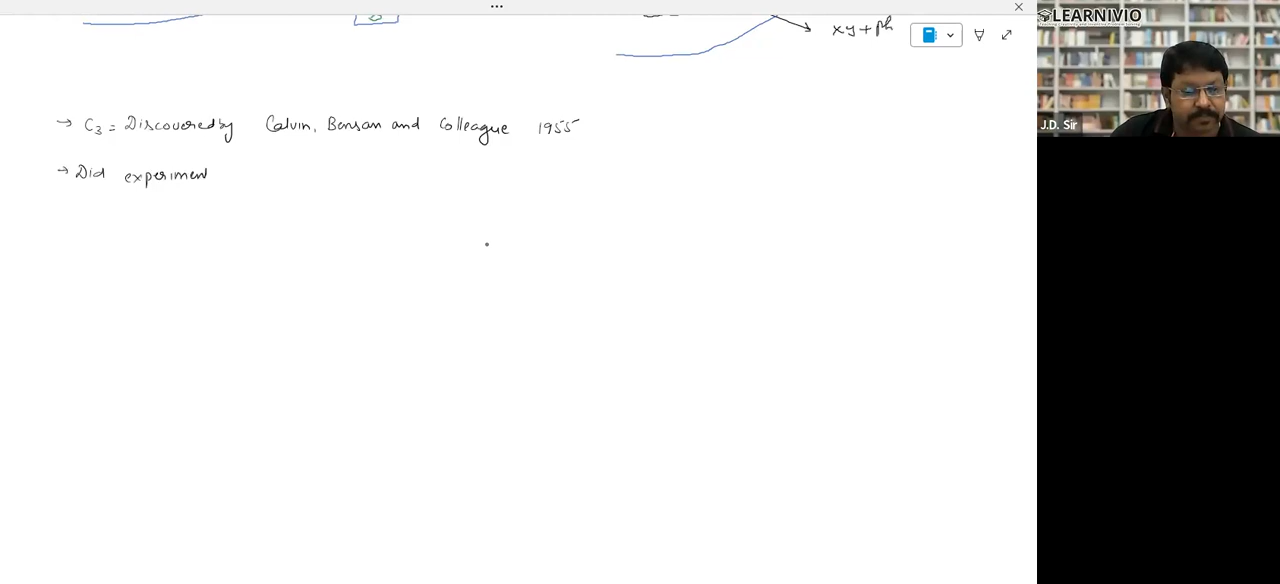 LEARNIVIO
xy + ph
J.D. Sir
→ C3 = Discovered by Calvin, Bensan and Colleague 1955
→ Did experiment